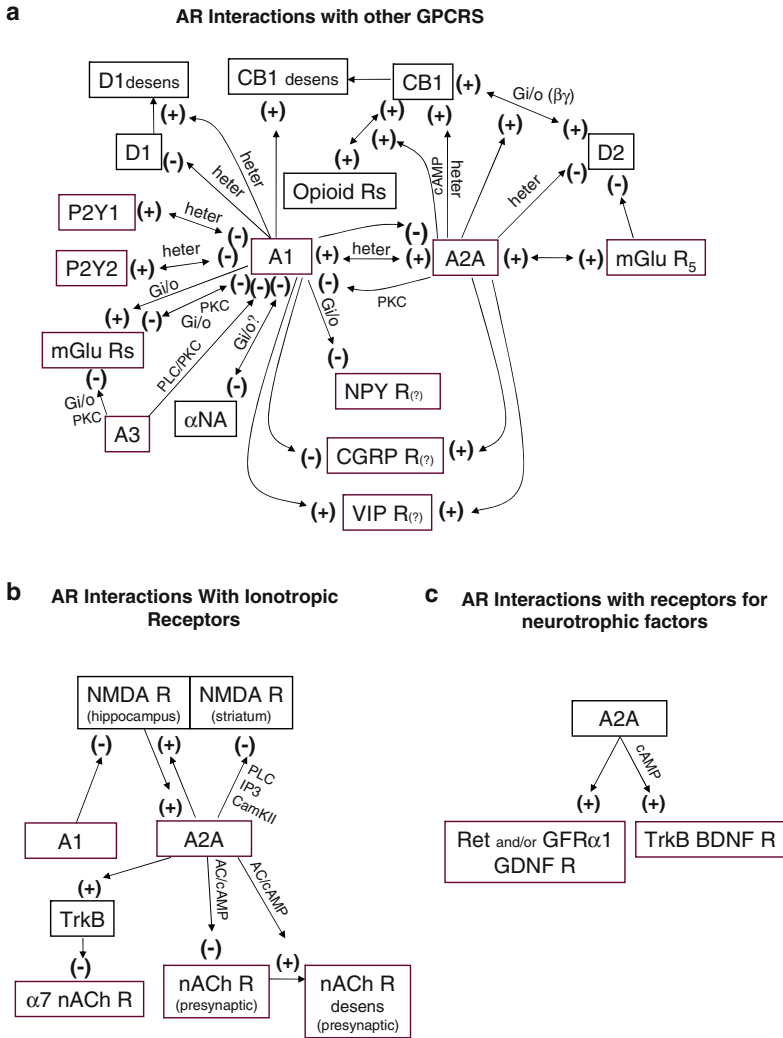 a
AR Interactions with other GPCRS
D1 desens
CB1 desens
CB1
(+)
Gi/o (βγ)
(+)
(+)
(+)
(+)
(+)
(+)
(+)
D1
(-)
heter
heter
(+)
Opioid Rs
cAMP
heter
heter
(-)
D2
(-)
P2Y1
(+)
heter
(-)
(-)
P2Y2
(+)
heter
(-)
A1
(+)
heter
(+)
A2A
(+)
(+)
mGlu R5
Gi/o
(-)
(-)
(-)
(-)
PKC
(+)
(-)
PKC
Gi/o
Gi/o
mGlu Rs
PLC/PKC
Gi/o?
(-)
(-)
Gi/o
PKC
(-)
NPY R(?)
A3
αNA
(-)
CGRP R(?)
(+)
(+)
VIP R(?)
(+)
b
AR Interactions With Ionotropic
Receptors
NMDA R
(hippocampus)
NMDA R
(striatum)
(-)
(+)
(-)
(+)
PLC
IP3
CamKII
A1
A2A
(+)
AC/cAMP
AC/cAMP
TrkB
(-)
(-)
(+)
α7 nACh R
nACh R
(presynaptic)
nACh R
desens
(presynaptic)
c
AR Interactions with receptors for
neurotrophic factors
A2A
cAMP
(+)
(+)
Ret and/or GFRα1
GDNF R
TrkB BDNF R